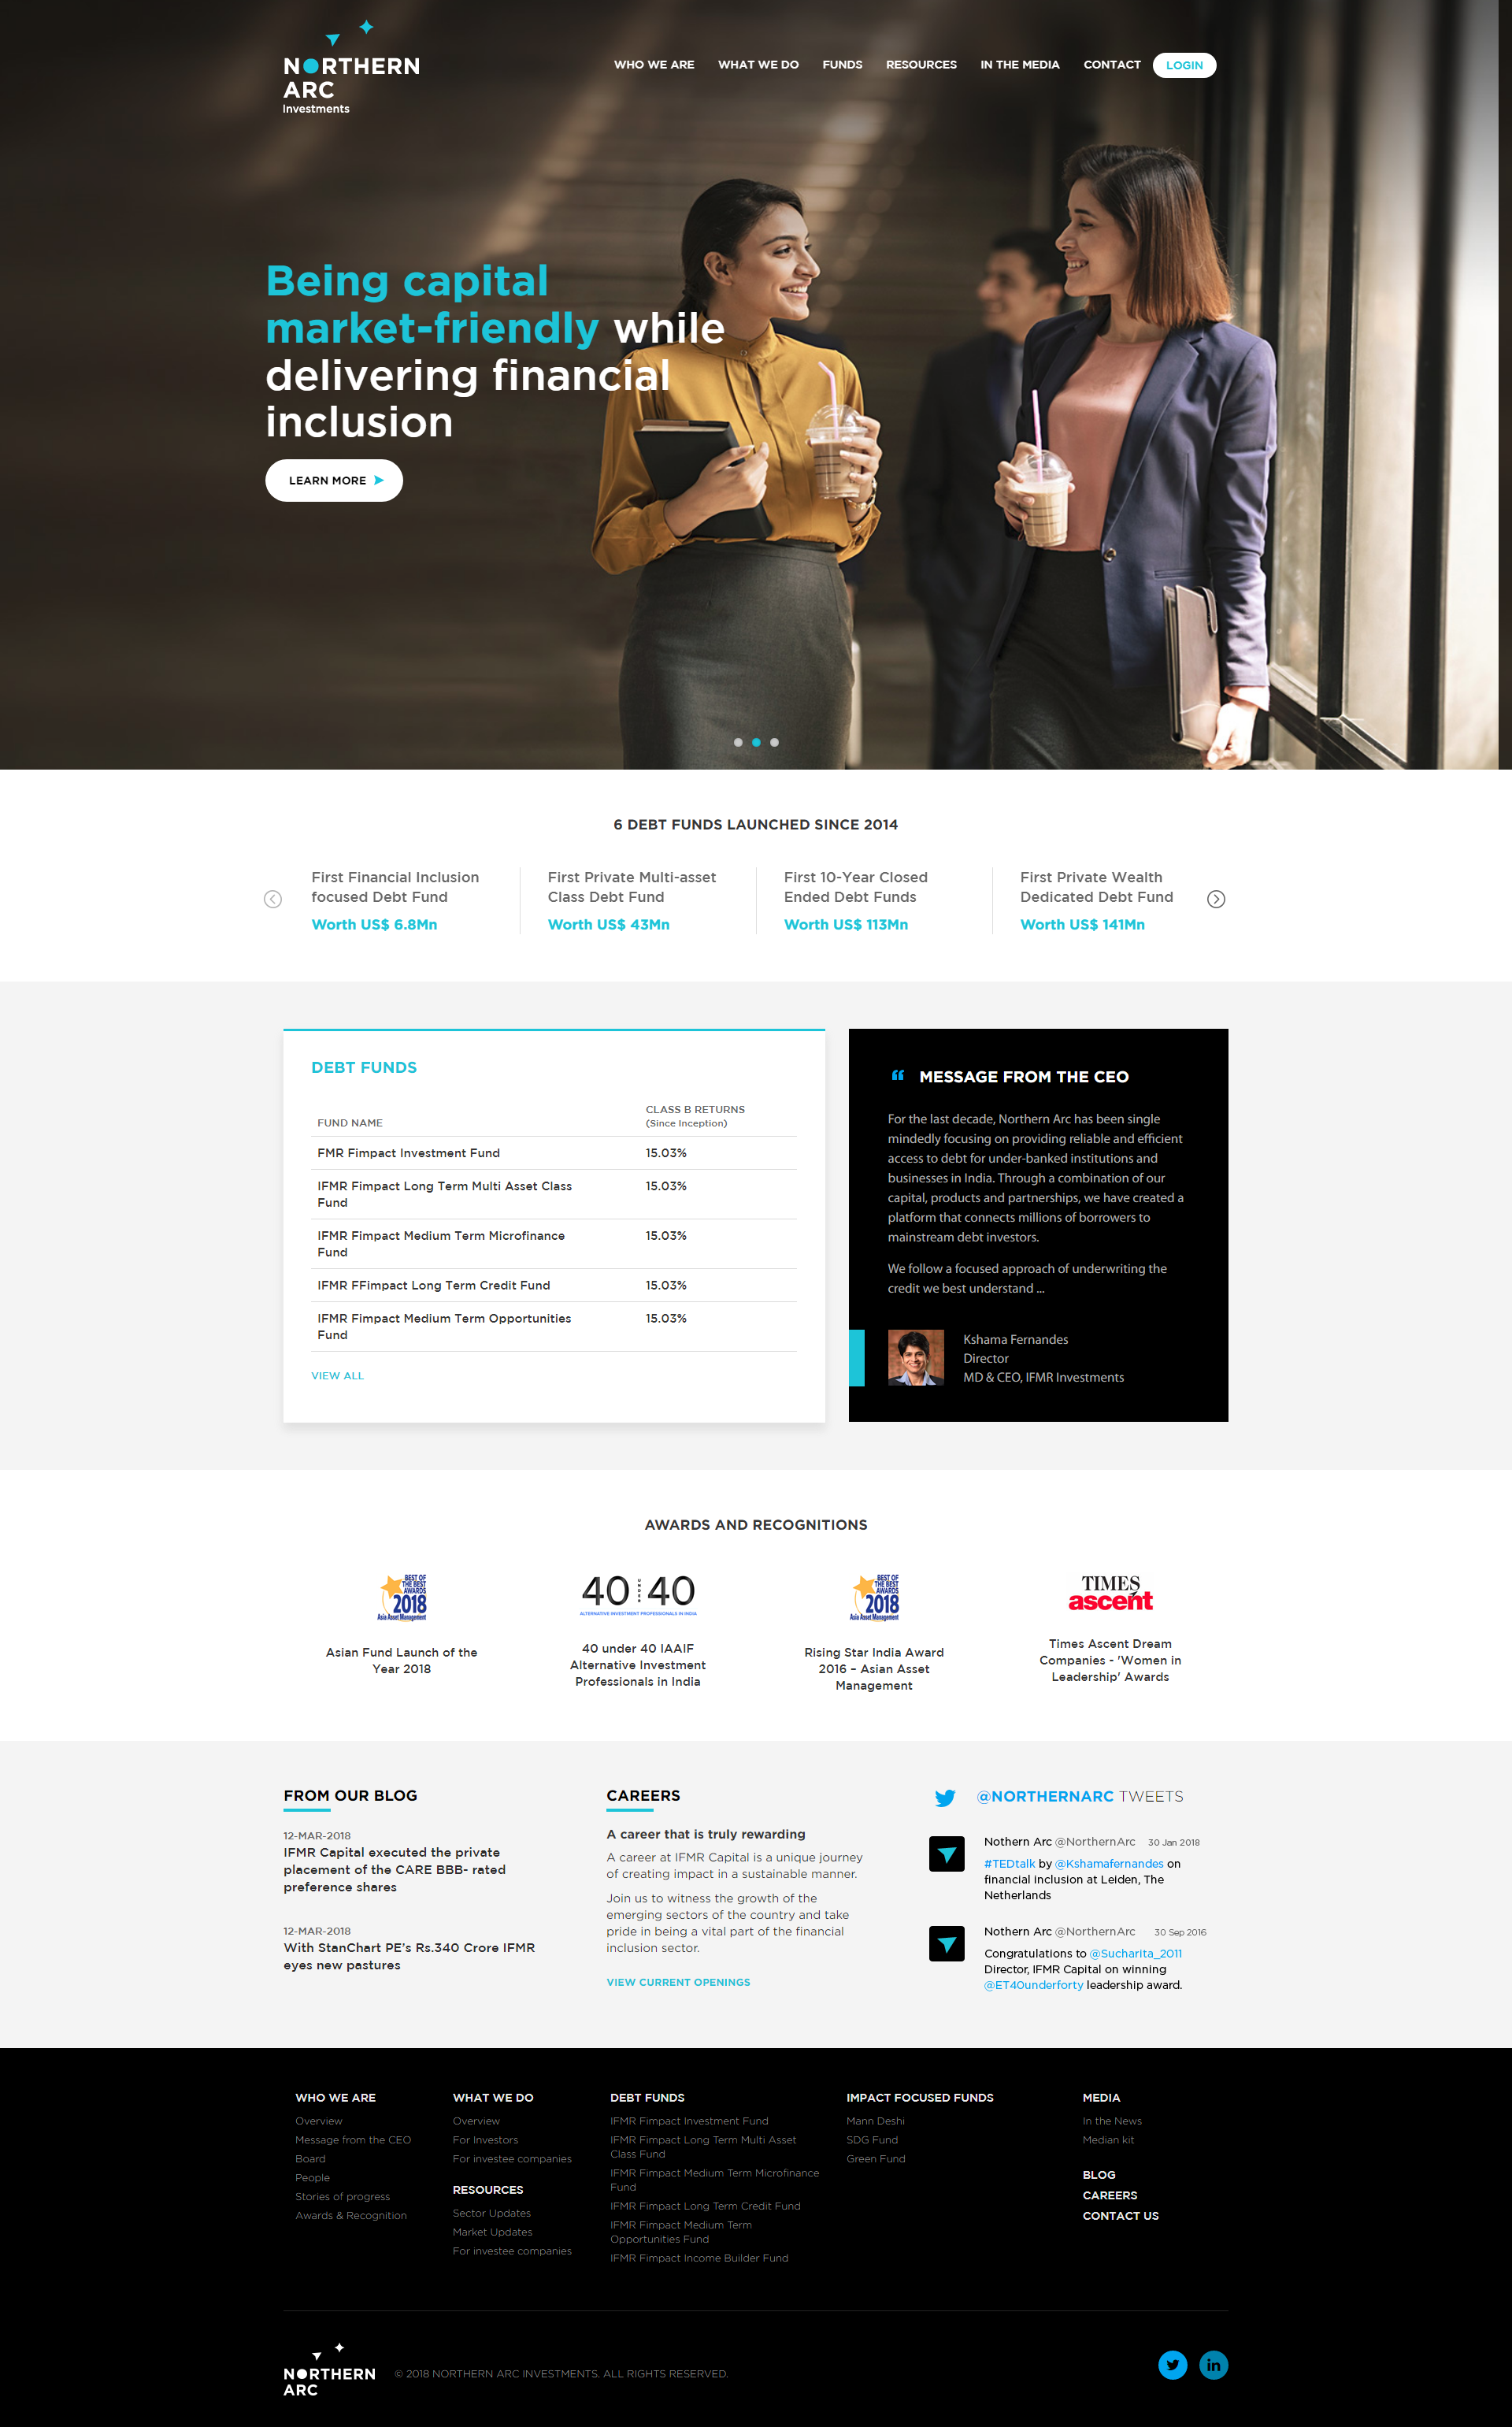 NORTHERN
ARC
Investments
WHO WE ARE
WHAT WE DO
FUNDS
RESOURCES
IN THE MEDIA
CONTACT
LOGIN
Being capital
market-friendly while
delivering financial
inclusion
LEARN MORE
6 DEBT FUNDS LAUNCHED SINCE 2014
First Financial Inclusion
focused Debt Fund
Worth US$ 6.8Mn
First Private Multi-asset
Class Debt Fund
Worth US$ 43Mn
First 10-Year Closed
Ended Debt Funds
Worth US$ 113Mn
First Private Wealth
Dedicated Debt Fund
Worth US$ 141Mn
DEBT FUNDS
FUND NAME
CLASS B RETURNS
(Since Inception)
FMR Fimpact Investment Fund
15.03%
IFMR Fimpact Long Term Multi Asset Class
Fund
15.03%
IFMR Fimpact Medium Term Microfinance
Fund
15.03%
IFMR FFimpact Long Term Credit Fund
15.03%
IFMR Fimpact Medium Term Opportunities
Fund
15.03%
VIEW ALL
“ MESSAGE FROM THE CEO
For the last decade, Northern Arc has been single
mindedly focusing on providing reliable and efficient
access to debt for under-banked institutions and
businesses in India. Through a combination of our
capital, products and partnerships, we have created a
platform that connects millions of borrowers to
mainstream debt investors.
We follow a focused approach of underwriting the
credit we best understand ...
Kshama Fernandes
Director
MD & CEO, IFMR Investments
AWARDS AND RECOGNITIONS
BEST OF
THE BEST
AWARDS
2018
Asia Asset Management
Asian Fund Launch of the
Year 2018
40 UNDER 40
ALTERNATIVE INVESTMENT PROFESSIONALS IN INDIA
40 under 40 IAAIF
Alternative Investment
Professionals in India
BEST OF
THE BEST
AWARDS
2018
Asia Asset Management
Rising Star India Award
2016 – Asian Asset
Management
TIMES
ascent
Times Ascent Dream
Companies - 'Women in
Leadership' Awards
FROM OUR BLOG
12-MAR-2018
IFMR Capital executed the private
placement of the CARE BBB- rated
preference shares
12-MAR-2018
With StanChart PE's Rs.340 Crore IFMR
eyes new pastures
CAREERS
A career that is truly rewarding
A career at IFMR Capital is a unique journey
of creating impact in a sustainable manner.
Join us to witness the growth of the
emerging sectors of the country and take
pride in being a vital part of the financial
inclusion sector.
VIEW CURRENT OPENINGS
@NORTHERNARC TWEETS
Nothern Arc @NorthernArc 30 Jan 2018
#TEDtalk by @Kshamafernandes on
financial inclusion at Leiden, The
Netherlands
Nothern Arc @NorthernArc 30 Sep 2016
Congratulations to @Sucharita_2011
Director, IFMR Capital on winning
@ET40underforty leadership award.
WHO WE ARE
Overview
Message from the CEO
Board
People
Stories of progress
Awards & Recognition
WHAT WE DO
Overview
For Investors
For investee companies
RESOURCES
Sector Updates
Market Updates
For investee companies
DEBT FUNDS
IFMR Fimpact Investment Fund
IFMR Fimpact Long Term Multi Asset
Class Fund
IFMR Fimpact Medium Term Microfinance
Fund
IFMR Fimpact Long Term Credit Fund
IFMR Fimpact Medium Term
Opportunities Fund
IFMR Fimpact Income Builder Fund
IMPACT FOCUSED FUNDS
Mann Deshi
SDG Fund
Green Fund
MEDIA
In the News
Median kit
BLOG
CAREERS
CONTACT US
NORTHERN
ARC
© 2018 NORTHERN ARC INVESTMENTS. ALL RIGHTS RESERVED.
in